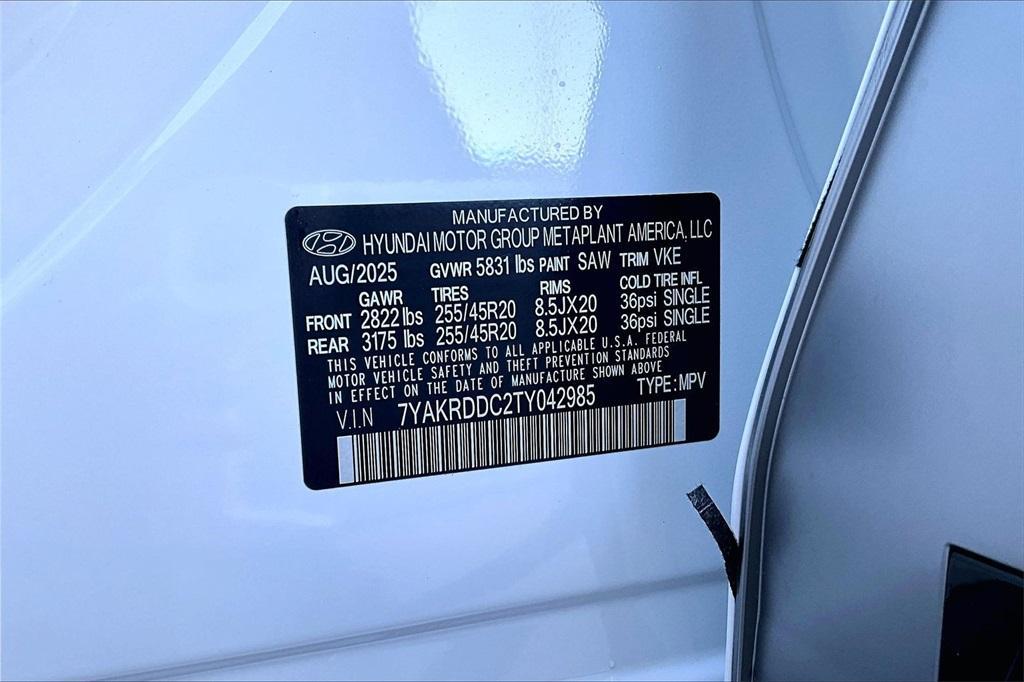 MANUFACTURED BY
HYUNDAI MOTOR GROUP METAPLANT AMERICA, LLC
AUG/2025 GVWR 5831 lbs PAINT SAW TRIM VKE
GAWR TIRES RIMS COLD TIRE INFL
FRONT 2822 lbs 255/45R20 8.5JX20 36psi SINGLE
REAR 3175 lbs 255/45R20 8.5JX20 36psi SINGLE
THIS VEHICLE CONFORMS TO ALL APPLICABLE U.S.A. FEDERAL
MOTOR VEHICLE SAFETY AND THEFT PREVENTION STANDARDS
IN EFFECT ON THE DATE OF MANUFACTURE SHOWN ABOVE
V.I.N 7YAKRDDC2TY042985 TYPE: MPV